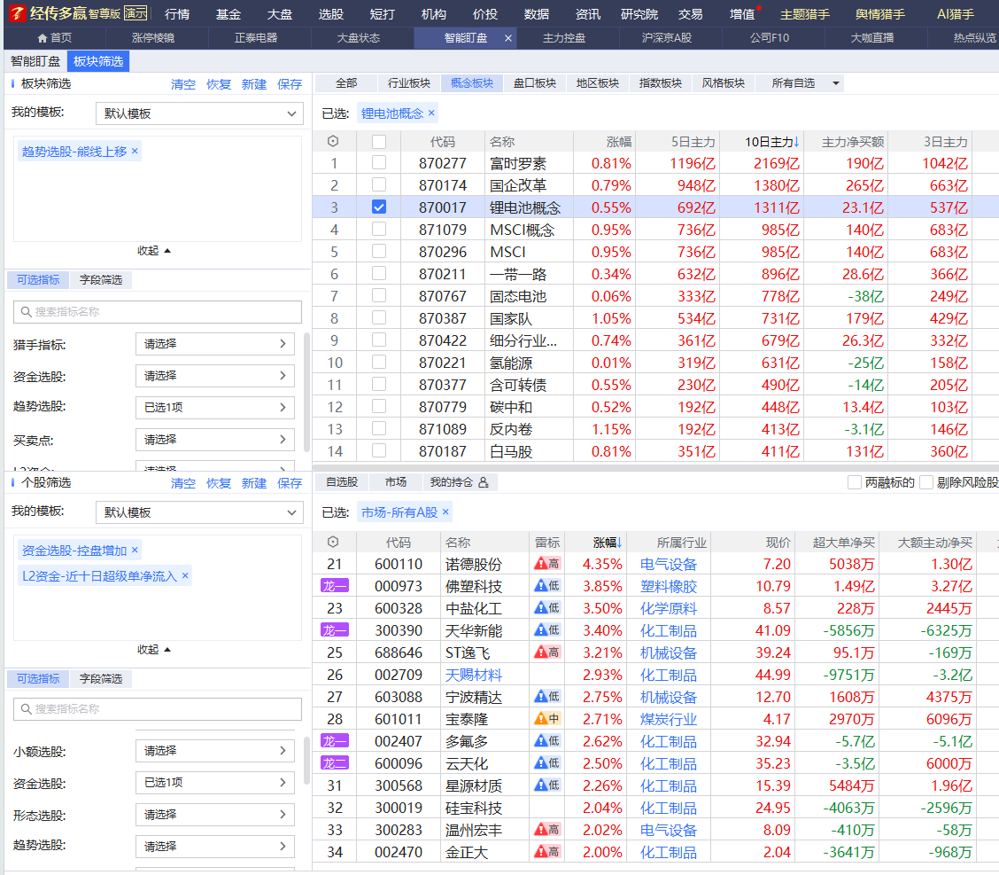 经传多赢 智尊版 演示 行情 基金 大盘 选股 短打 机构 价投 数据 资讯 研究院 交易 增值 主题猎手 舆情猎手 AI猎手
首页 涨停棱镜 正泰电器 大盘状态 智能盯盘 × 主力控盘 沪深京A股 公司F10 大咖直播 热点纵览
智能盯盘 板块筛选
板块筛选 清空 恢复 新建 保存
我的模板: 默认模板
趋势选股-熊线上移 ×
收起
可选指标 字段筛选
搜索指标名称
猎手指标: 请选择
资金选股: 请选择
趋势选股: 已选1项
买卖点: 请选择
全部 行业板块 概念板块 盘口板块 地区板块 指数板块 风格板块 所有自选
已选: 锂电池概念 ×
代码 名称 涨幅 5日主力 10日主力↓ 主力净买额 3日主力
1 870277 富时罗素 0.81% 1196亿 2169亿 190亿 1042亿
2 870174 国企改革 0.79% 948亿 1380亿 265亿 663亿
3 870017 锂电池概念 0.55% 692亿 1311亿 23.1亿 537亿
4 871079 MSCI概念 0.95% 736亿 985亿 140亿 683亿
5 870296 MSCI 0.95% 736亿 985亿 140亿 683亿
6 870211 一带一路 0.34% 632亿 896亿 28.6亿 366亿
7 870767 固态电池 0.06% 333亿 778亿 -38亿 249亿
8 870387 国家队 1.05% 534亿 731亿 179亿 429亿
9 870422 细分行业... 0.74% 361亿 679亿 26.3亿 332亿
10 870221 氢能源 0.01% 319亿 631亿 -25亿 158亿
11 870377 含可转债 0.55% 230亿 490亿 -14亿 205亿
12 870779 碳中和 0.52% 192亿 448亿 13.4亿 103亿
13 871089 反内卷 1.15% 192亿 413亿 -3.1亿 146亿
14 870187 白马股 0.81% 351亿 411亿 131亿 360亿
个股筛选 清空 恢复 新建 保存
我的模板: 默认模板
资金选股-控盘增加 ×
L2资金-近十日超级单净流入 ×
收起
可选指标 字段筛选
搜索指标名称
小额选股: 请选择
资金选股: 已选1项
形态选股: 请选择
趋势选股: 请选择
自选股 市场 我的持仓 两融标的 剔除风险股
已选: 市场-所有A股 ×
代码 名称 雷标 涨幅↓ 所属行业 现价 超大单净买 大额主动净买
21 600110 诺德股份 高 4.35% 电气设备 7.20 5038万 1.30亿
龙一 000973 佛塑科技 低 3.85% 塑料橡胶 10.79 1.49亿 3.27亿
23 600328 中盐化工 低 3.50% 化学原料 8.57 228万 2445万
龙一 300390 天华新能 低 3.40% 化工制品 41.09 -5856万 -6325万
25 688646 ST逸飞 高 3.21% 机械设备 39.24 95.1万 -169万
26 002709 天赐材料 2.93% 化工制品 44.99 -9751万 -3.2亿
27 603088 宁波精达 低 2.75% 机械设备 12.70 1608万 4375万
28 601011 宝泰隆 中 2.71% 煤炭行业 4.17 2970万 6096万
龙一 002407 多氟多 低 2.62% 化工制品 32.94 -5.7亿 -5.1亿
龙二 600096 云天化 低 2.50% 化工制品 35.23 -3.5亿 6000万
31 300568 星源材质 低 2.26% 化工制品 15.39 5484万 1.96亿
32 300019 硅宝科技 2.04% 化工制品 24.95 -4063万 -2596万
33 300283 温州宏丰 高 2.02% 电气设备 8.09 -410万 -58万
34 002470 金正大 高 2.00% 化工制品 2.04 -3641万 -968万